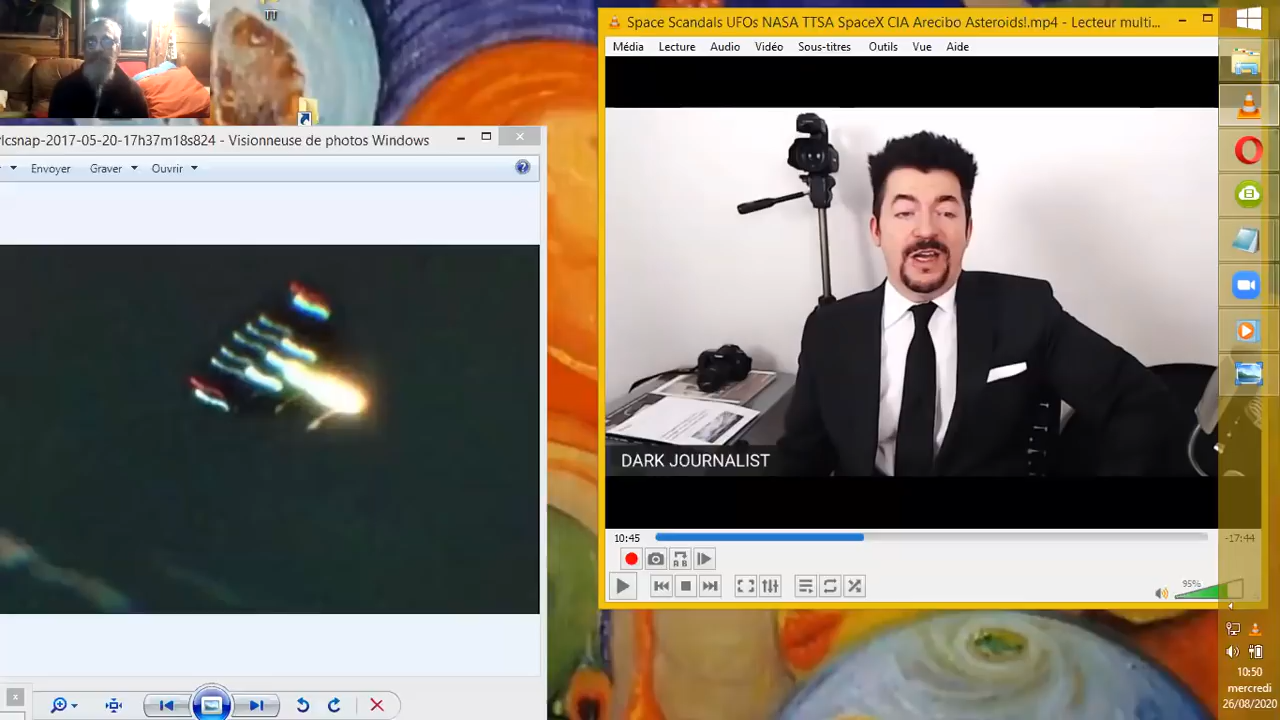 TT
Space Scandals UFOs NASA TTSA SpaceX CIA Arecibo Asteroids!.mp4 - Lecteur multi...
Média Lecture Audio Vidéo Sous-titres Outils Vue Aide
lcsnap-2017-05-20-17h37m18s824 - Visionneuse de photos Windows
Envoyer Graver Ouvrir
DARK JOURNALIST
10:45
-17:44
95%
10:50
mercredi
26/08/2020